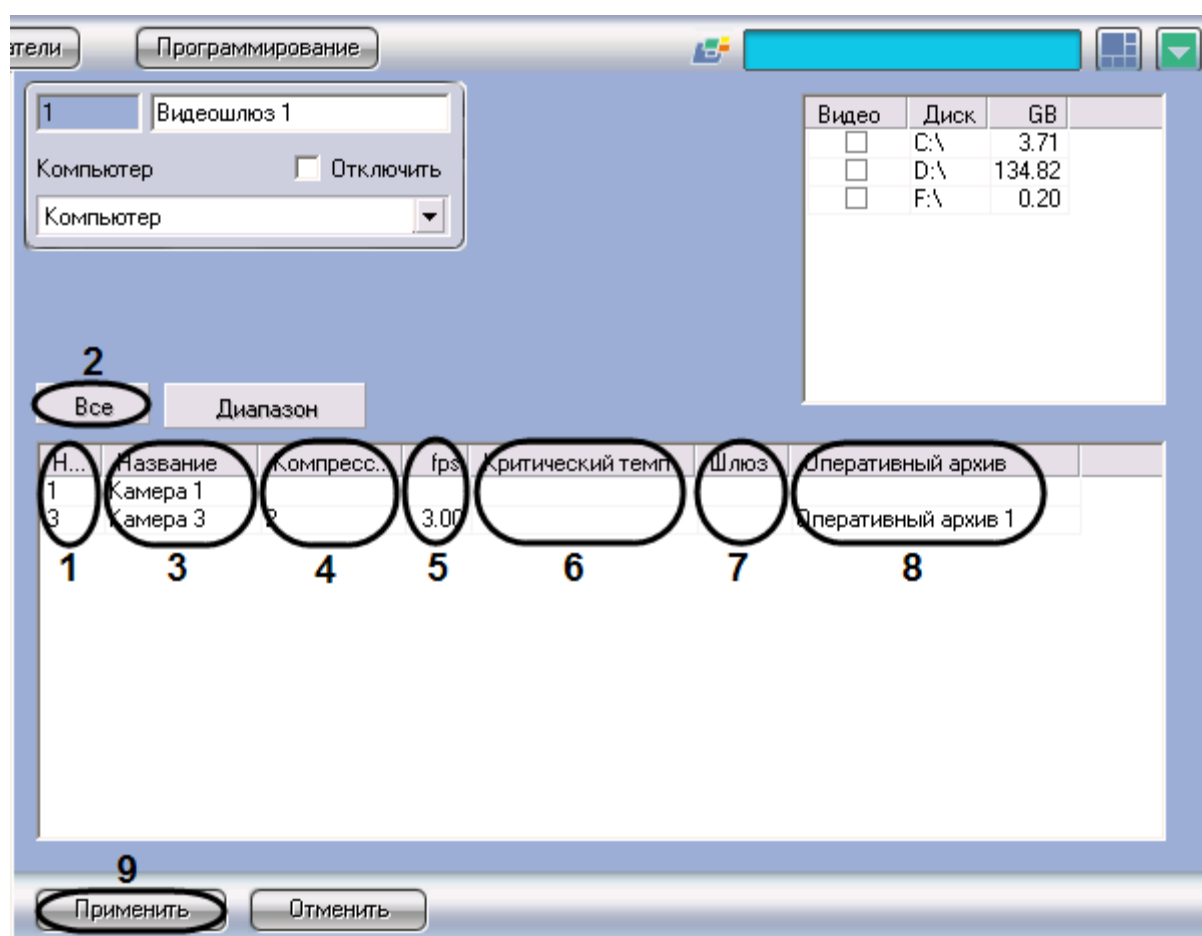 атели Программирование
1 Видеошлюз 1
Компьютер Отключить
Компьютер
Видео Диск GB
C:\ 3.71
D:\ 134.82
F:\ 0.20
2
Все Диапазон
Н... Название Компресс... fps Критический темп Шлюз Оперативный архив
1 Камера 1
3 Камера 3 2 3.00 Оперативный архив 1
1 3 4 5 6 7 8
9
Применить Отменить